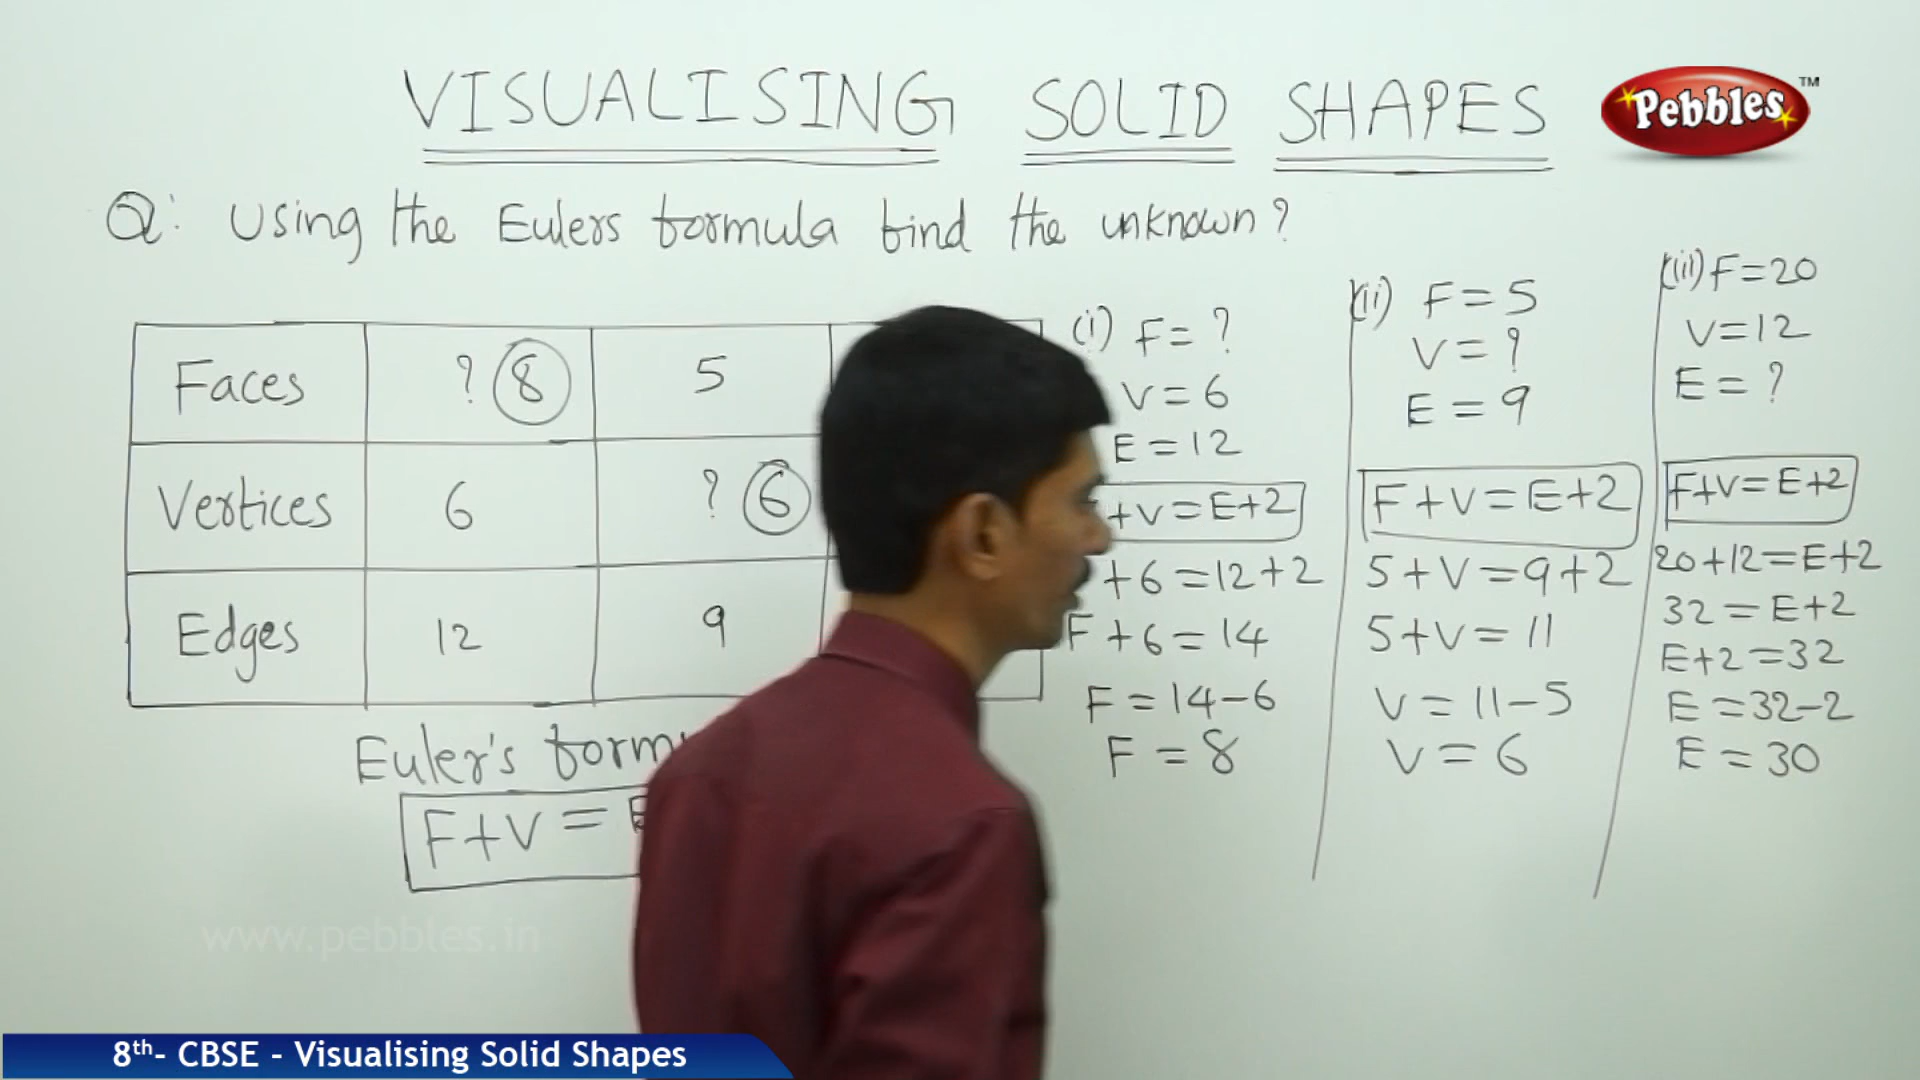 VISUALISING SOLID SHAPES
Pebbles™
Q: Using the Eulers formula find the unknown?
Faces ? 8 5
Vertices 6 ? 6
Edges 12 9
Euler's
F+V =
(i) F = ?
V = 6
E = 12
+V = E+2
+6 = 12+2
F+6 = 14
F = 14-6
F = 8
(ii) F = 5
V = ?
E = 9
F+V = E+2
5+V = 9+2
5+V = 11
V = 11-5
V = 6
(iii) F=20
V=12
E = ?
F+V = E+2
20+12=E+2
32 = E+2
E+2 = 32
E = 32-2
E = 30
www.pebbles.in
8th- CBSE - Visualising Solid Shapes